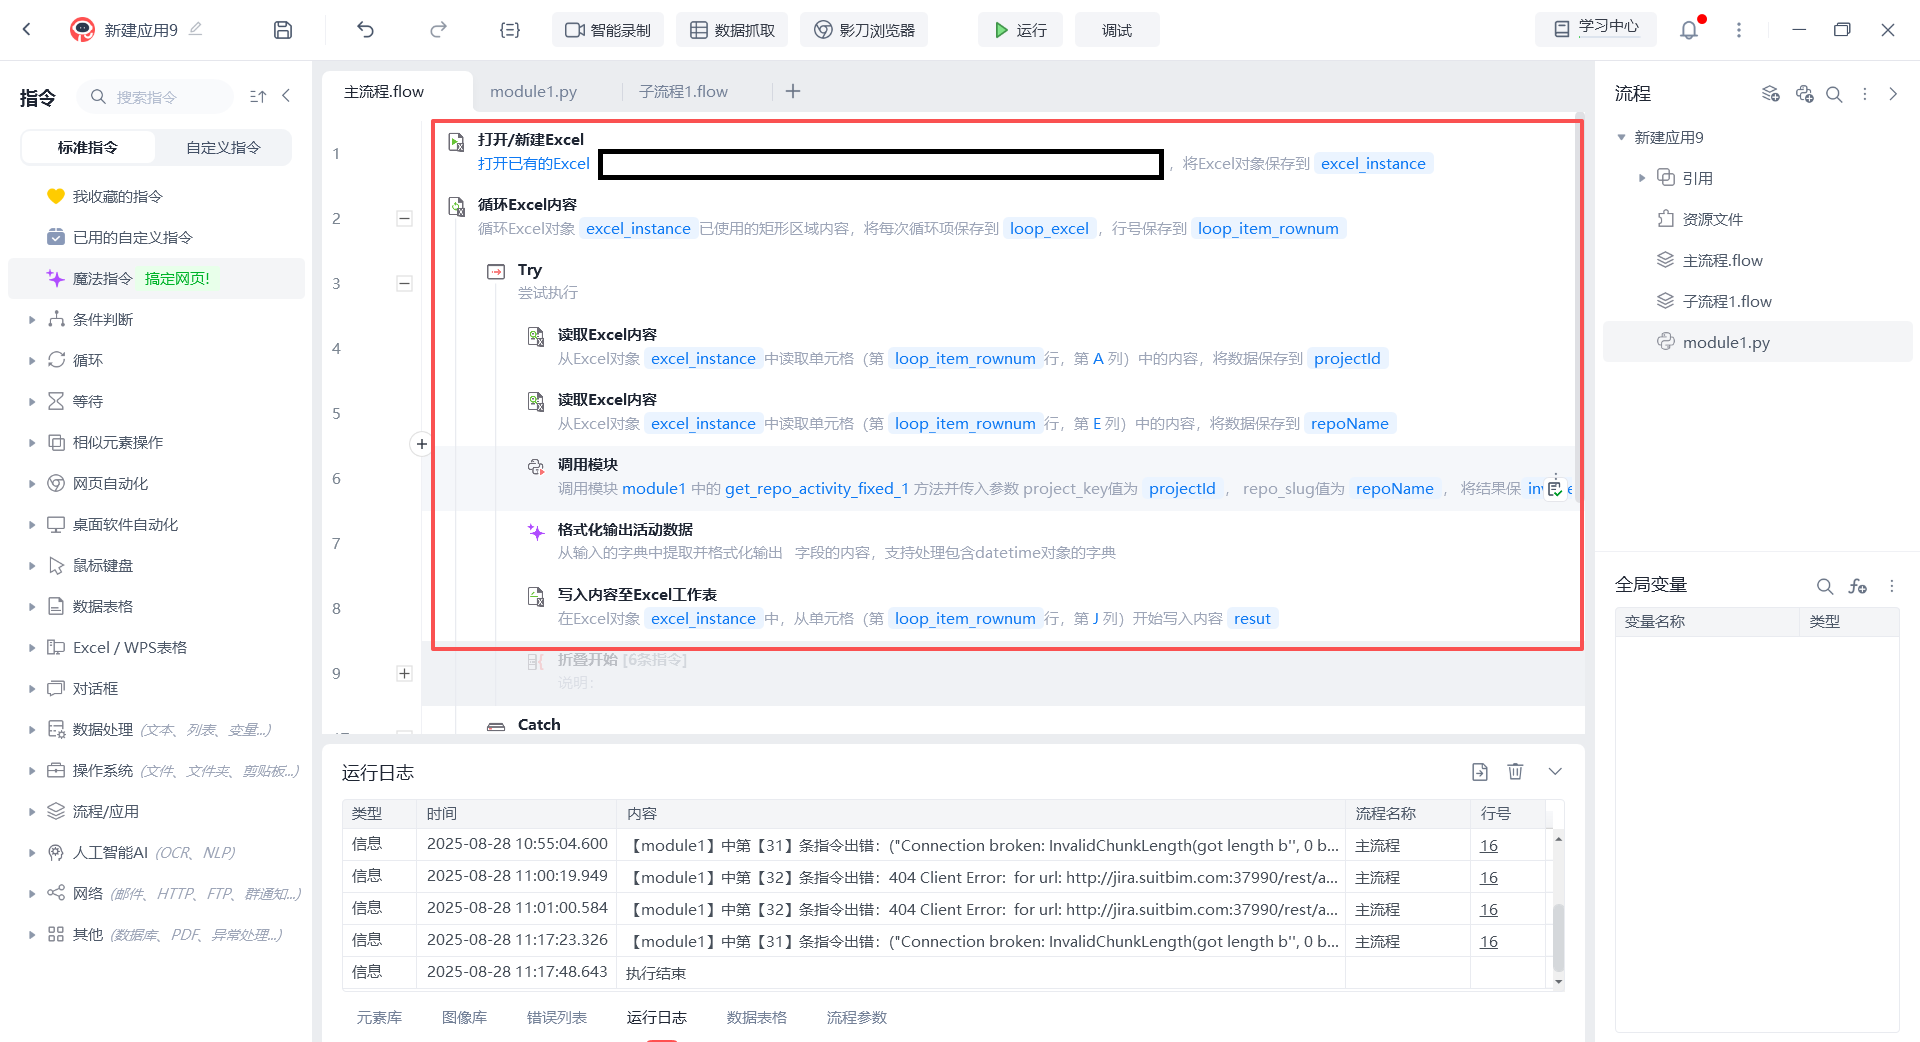 新建应用9
智能录制
数据抓取
影刀浏览器
运行
调试
学习中心
指令
搜索指令
标准指令
自定义指令
我收藏的指令
已用的自定义指令
魔法指令 搞定网页!
条件判断
循环
等待
相似元素操作
网页自动化
桌面软件自动化
鼠标键盘
数据表格
Excel / WPS表格
对话框
数据处理 (文本、列表、变量...)
操作系统 (文件、文件夹、剪贴板...)
流程/应用
人工智能AI (OCR、NLP)
网络 (邮件、HTTP、FTP、群通知...)
其他 (数据库、PDF、异常处理...)
主流程.flow
module1.py
子流程1.flow
1
打开/新建Excel
打开已有的Excel ，将Excel对象保存到 excel_instance
2
循环Excel内容
循环Excel对象 excel_instance 已使用的矩形区域内容，将每次循环项保存到 loop_excel ，行号保存到 loop_item_rownum
3
Try
尝试执行
4
读取Excel内容
从Excel对象 excel_instance 中读取单元格（第 loop_item_rownum 行，第 A 列）中的内容，将数据保存到 projectId
5
读取Excel内容
从Excel对象 excel_instance 中读取单元格（第 loop_item_rownum 行，第 E 列）中的内容，将数据保存到 repoName
6
调用模块
调用模块 module1 中的 get_repo_activity_fixed_1 方法并传入参数 project_key值为 projectId ， repo_slug值为 repoName ， 将结果保
7
格式化输出活动数据
从输入的字典中提取并格式化输出 字段的内容，支持处理包含datetime对象的字典
8
写入内容至Excel工作表
在Excel对象 excel_instance 中，从单元格（第 loop_item_rownum 行，第 J 列）开始写入内容 resut
9
折叠开始 [6条指令]
说明：
Catch
运行日志
类型 时间 内容 流程名称 行号
信息 2025-08-28 10:55:04.600 【module1】中第【31】条指令出错：("Connection broken: InvalidChunkLength(got length b'', 0 b... 主流程 16
信息 2025-08-28 11:00:19.949 【module1】中第【32】条指令出错：404 Client Error: for url: http://jira.suitbim.com:37990/rest/a... 主流程 16
信息 2025-08-28 11:01:00.584 【module1】中第【32】条指令出错：404 Client Error: for url: http://jira.suitbim.com:37990/rest/a... 主流程 16
信息 2025-08-28 11:17:23.326 【module1】中第【31】条指令出错：("Connection broken: InvalidChunkLength(got length b'', 0 b... 主流程 16
信息 2025-08-28 11:17:48.643 执行结束
元素库
图像库
错误列表
运行日志
数据表格
流程参数
流程
新建应用9
引用
资源文件
主流程.flow
子流程1.flow
module1.py
全局变量
变量名称 类型